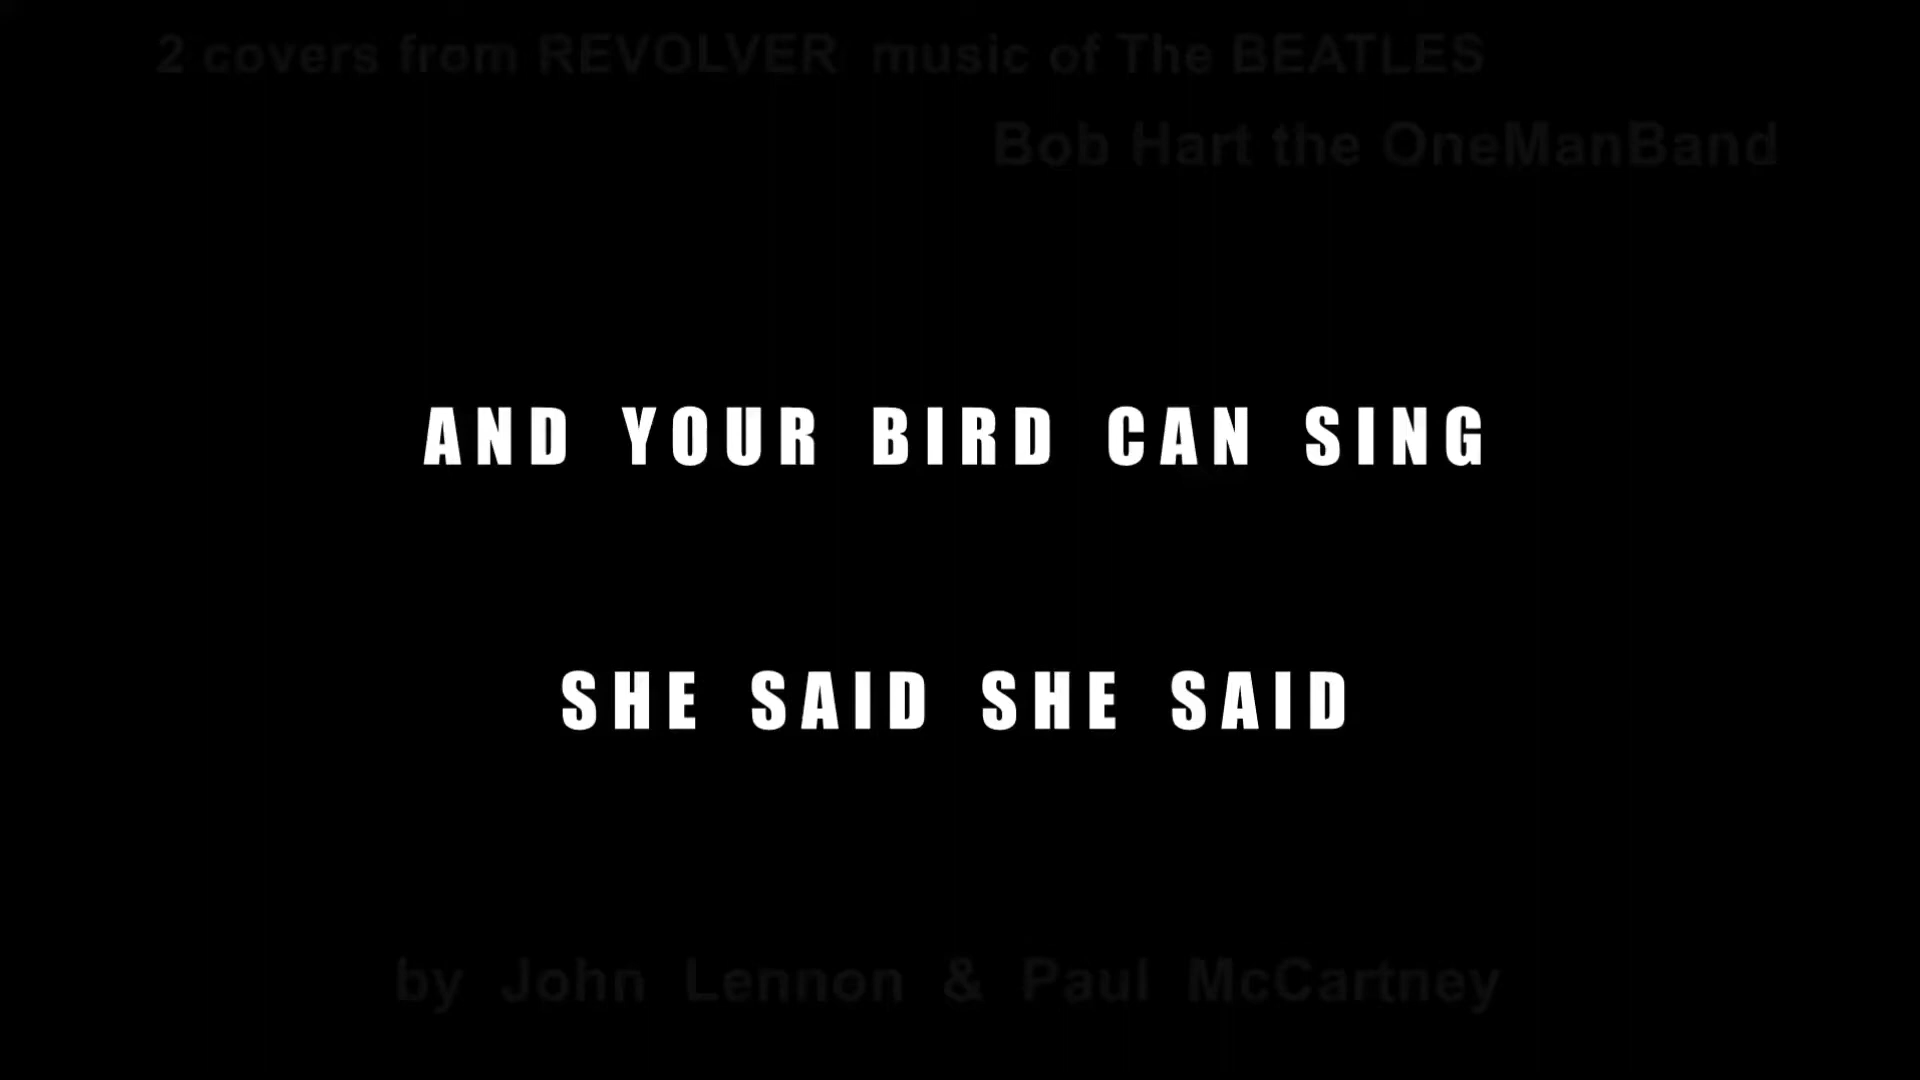 2 covers from REVOLVER music of The BEATLES
Bob Hart the OneManBand
AND YOUR BIRD CAN SING
SHE SAID SHE SAID
by John Lennon & Paul McCartney